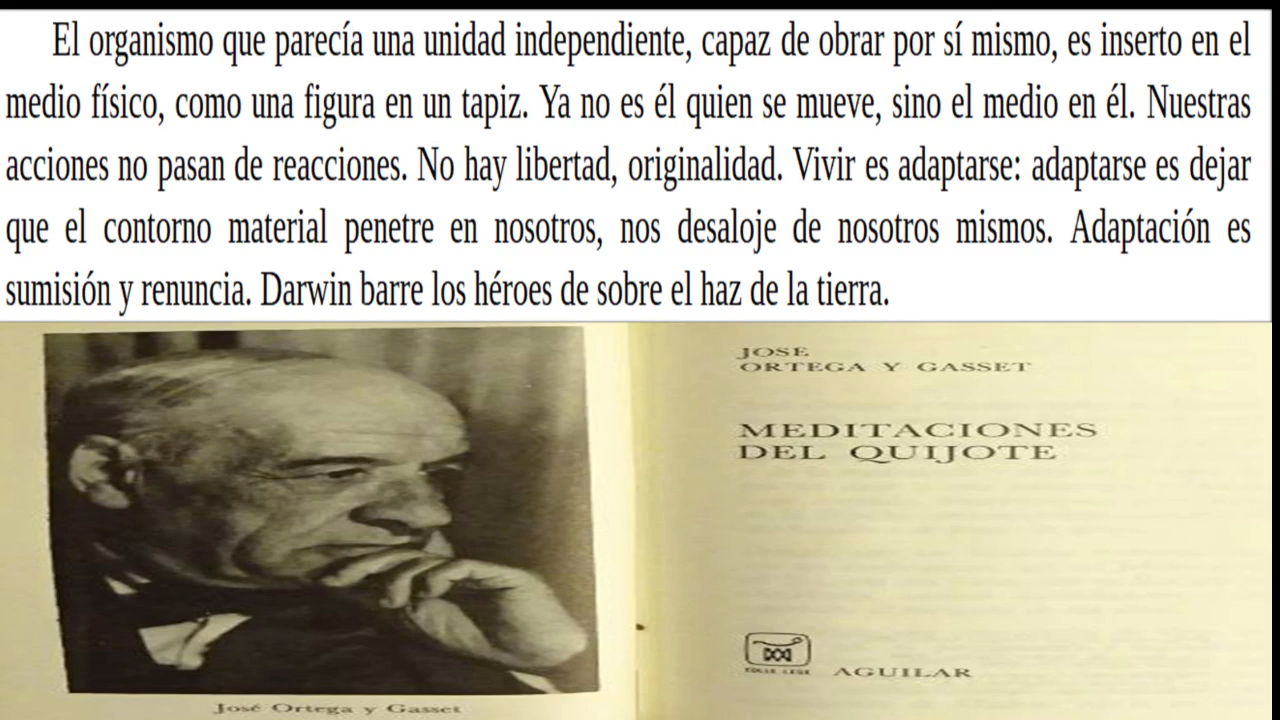 El organismo que parecía una unidad independiente, capaz de obrar por sí mismo, es inserto en el
medio físico, como una figura en un tapiz. Ya no es él quien se mueve, sino el medio en él. Nuestras
acciones no pasan de reacciones. No hay libertad, originalidad. Vivir es adaptarse: adaptarse es dejar
que el contorno material penetre en nosotros, nos desaloje de nosotros mismos. Adaptación es
sumisión y renuncia. Darwin barre los héroes de sobre el haz de la tierra.
José Ortega y Gasset
JOSE
ORTEGA Y GASSET
MEDITACIONES
DEL QUIJOTE
TOLLE LEGE
AGUILAR